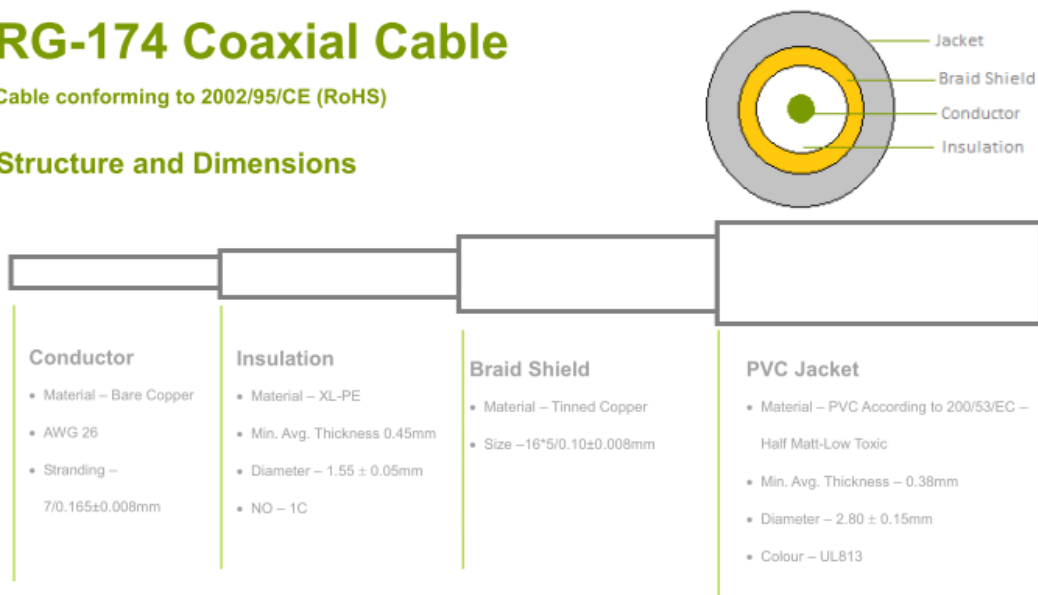 RG-174 Coaxial Cable
Cable conforming to 2002/95/CE (RoHS)
Structure and Dimensions
Jacket
Braid Shield
Conductor
Insulation
Conductor
• Material – Bare Copper
• AWG 26
• Stranding –
7/0.165±0.008mm
Insulation
• Material – XL-PE
• Min. Avg. Thickness 0.45mm
• Diameter – 1.55 ± 0.05mm
• NO – 1C
Braid Shield
• Material – Tinned Copper
• Size –16*5/0.10±0.008mm
PVC Jacket
• Material – PVC According to 200/53/EC –
Half Matt-Low Toxic
• Min. Avg. Thickness – 0.38mm
• Diameter – 2.80 ± 0.15mm
• Colour – UL813